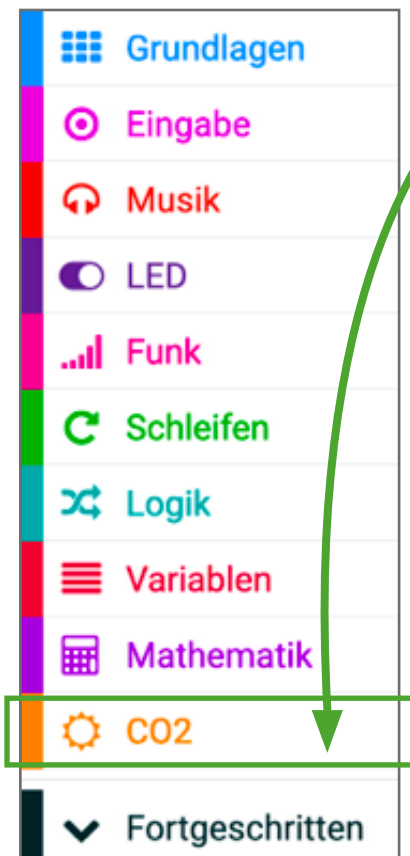 Grundlagen
Eingabe
Musik
LED
Funk
Schleifen
Logik
Variablen
Mathematik
CO2
Fortgeschritten